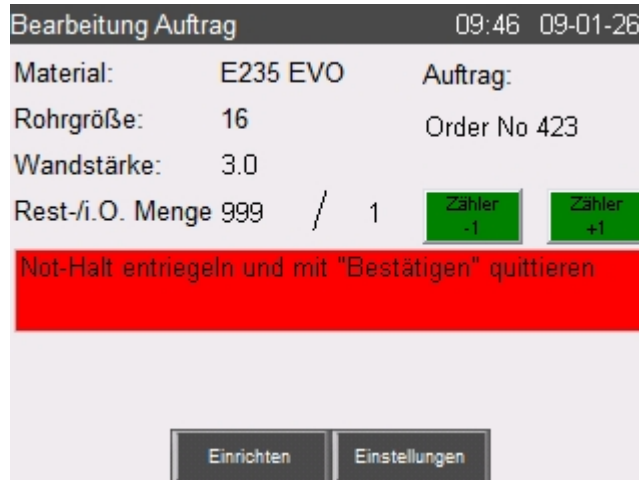 Bearbeitung Auftrag 09:46 09-01-26
Material: E235 EVO Auftrag:
Rohrgröße: 16 Order No 423
Wandstärke: 3.0
Rest-/i.O. Menge 999 / 1 Zähler -1 Zähler +1
Not-Halt entriegeln und mit "Bestätigen" quittieren
Einrichten Einstellungen